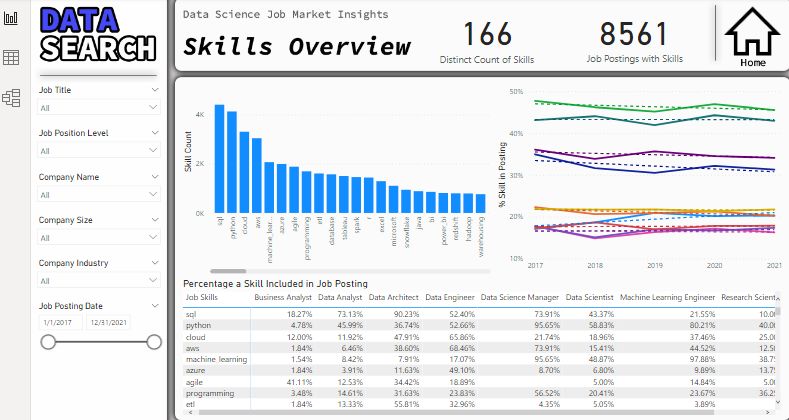 DATA
SEARCH
Job Title
All
Job Position Level
All
Company Name
All
Company Size
All
Company Industry
All
Job Posting Date
1/1/2017 12/31/2021
Data Science Job Market Insights
Skills Overview
166
Distinct Count of Skills
8561
Job Postings with Skills
Home
Skill Count
4K
2K
0K
sql
python
cloud
aws
machine_lear...
azure
agile
programming
etl
database
tableau
spark
r
excel
microsoft
snowflake
java
bi
power_bi
redshift
hadoop
warehousing
% Skill in Posting
50%
40%
30%
20%
10%
2017 2018 2019 2020 2021
Percentage a Skill Included in Job Posting
Job Skills Business Analyst Data Analyst Data Architect Data Engineer Data Science Manager Data Scientist Machine Learning Engineer Research Scient
sql 18.27% 73.13% 90.23% 52.40% 73.91% 43.37% 21.55% 10.0
python 4.78% 45.99% 36.74% 52.66% 95.65% 58.83% 80.21% 40.0
cloud 12.00% 11.92% 47.91% 65.86% 21.74% 18.96% 37.46% 25.0
aws 1.84% 6.46% 38.60% 68.46% 73.91% 15.41% 44.52% 12.5
machine_learning 1.54% 8.42% 7.91% 17.07% 95.65% 48.87% 97.88% 38.7
azure 1.84% 3.91% 11.63% 49.10% 8.70% 6.80% 9.89% 13.7
agile 41.11% 12.53% 34.42% 18.89% 5.00% 14.84% 5.0
programming 3.48% 14.61% 31.63% 23.83% 56.52% 20.41% 23.67% 36.2
etl 1.84% 13.33% 55.81% 32.96% 4.35% 5.05% 3.89%